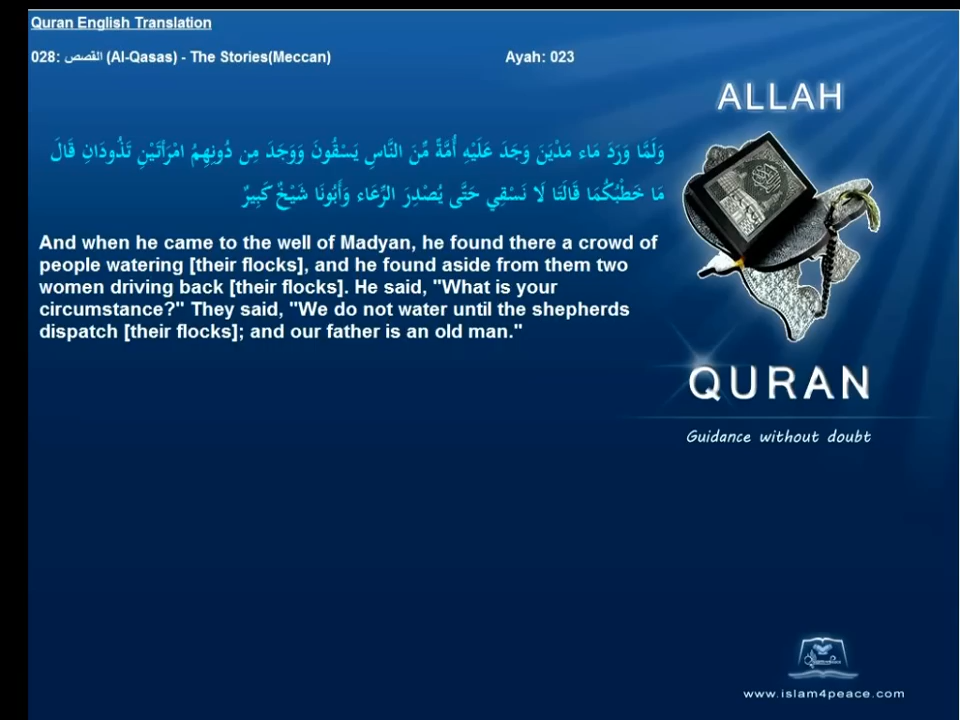 Quran English Translation
028: القصص (Al-Qasas) - The Stories(Meccan) Ayah: 023
ALLAH
وَلَمَّا وَرَدَ مَاء مَدْيَنَ وَجَدَ عَلَيْهِ أُمَّةً مِّنَ النَّاسِ يَسْقُونَ وَوَجَدَ مِن دُونِهِمُ امْرَأتَيْنِ تَذُودَانِ قَالَ
مَا خَطْبُكُمَا قَالَتَا لَا نَسْقِي حَتَّى يُصْدِرَ الرِّعَاء وَأَبُونَا شَيْخٌ كَبِيرٌ
And when he came to the well of Madyan, he found there a crowd of
people watering [their flocks], and he found aside from them two
women driving back [their flocks]. He said, "What is your
circumstance?" They said, "We do not water until the shepherds
dispatch [their flocks]; and our father is an old man."
QURAN
Guidance without doubt
www.islam4peace.com